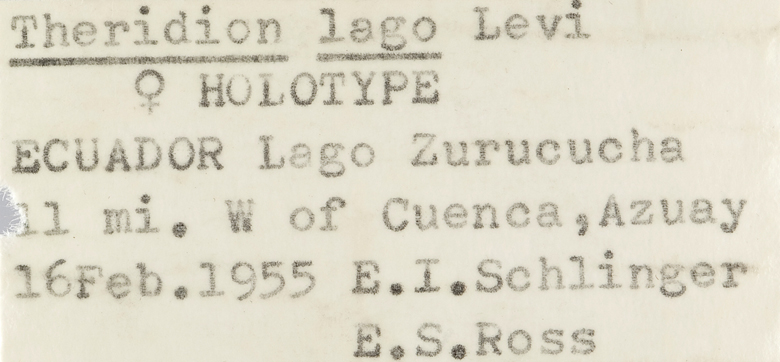 Theridion lago Levi
♀ HOLOTYPE
ECUADOR Lago Zurucucha
11 mi. W of Cuenca,Azuay
16Feb.1955 E.I.Schlinger
E.S.Ross